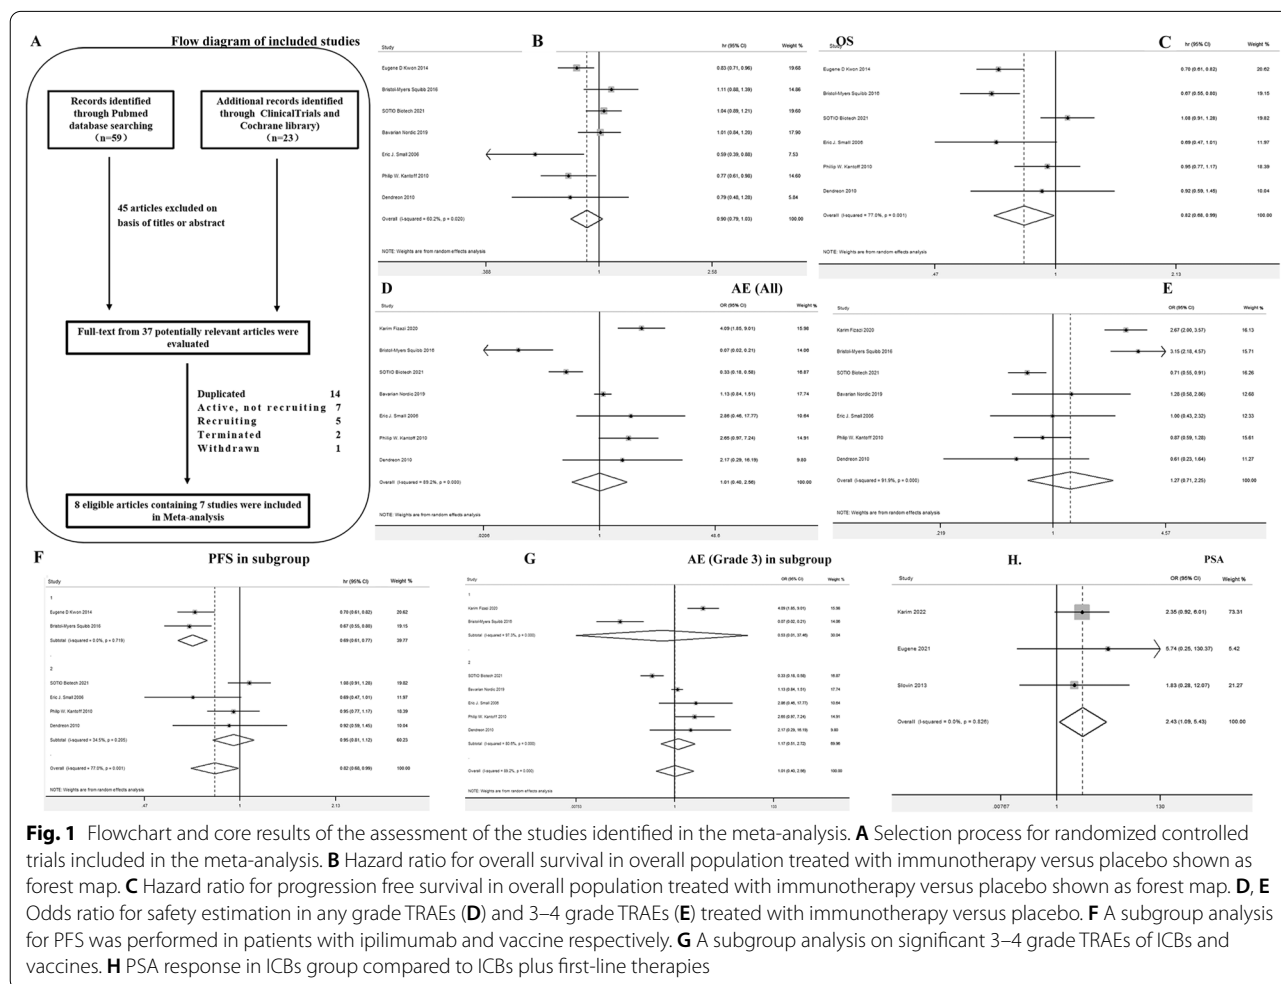 A Flow diagram of included studies
Records identified
through Pubmed
database searching
(n=59)
Additional records identified
through ClinicalTrials and
Cochrane library)
(n=23)
45 articles excluded on
basis of titles or abstract
Full-text from 37 potentially relevant articles were
evaluated
Duplicated 14
Active, not recruiting 7
Recruiting 5
Terminated 2
Withdrawn 1
8 eligible articles containing 7 studies were included
in Meta-analysis
B OS
Study hr (95% CI) Weight %
Eugene D Kwon 2014 0.83 (0.71, 0.96) 19.68
Bristol-Myers Squibb 2016 1.11 (0.88, 1.39) 14.86
SOTIO Biotech 2021 1.04 (0.89, 1.21) 19.60
Bavarian Nordic 2019 1.01 (0.84, 1.20) 17.90
Eric J. Small 2006 0.59 (0.39, 0.88) 7.53
Philip W. Kantoff 2010 0.77 (0.61, 0.98) 14.60
Dendreon 2010 0.79 (0.48, 1.28) 5.84
Overall (I-squared = 60.2%, p = 0.020) 0.90 (0.79, 1.03) 100.00
NOTE: Weights are from random effects analysis
.388 1 2.58
C
Study hr (95% CI) Weight %
Eugene D Kwon 2014 0.70 (0.61, 0.82) 20.62
Bristol-Myers Squibb 2016 0.67 (0.55, 0.80) 19.15
SOTIO Biotech 2021 1.08 (0.91, 1.28) 19.82
Eric J. Small 2006 0.69 (0.47, 1.01) 11.97
Philip W. Kantoff 2010 0.95 (0.77, 1.17) 18.39
Dendreon 2010 0.92 (0.59, 1.45) 10.04
Overall (I-squared = 77.0%, p = 0.001) 0.82 (0.68, 0.99) 100.00
NOTE: Weights are from random effects analysis
.47 1 2.13
D AE (All)
Study OR (95% CI) Weight %
Karim Fizazi 2020 4.09 (1.85, 9.01) 15.98
Bristol-Myers Squibb 2016 0.07 (0.02, 0.21) 14.06
SOTIO Biotech 2021 0.33 (0.18, 0.58) 16.87
Bavarian Nordic 2019 1.13 (0.84, 1.51) 17.74
Eric J. Small 2006 2.86 (0.46, 17.77) 10.64
Philip W. Kantoff 2010 2.65 (0.97, 7.24) 14.91
Dendreon 2010 2.17 (0.29, 16.19) 9.80
Overall (I-squared = 89.2%, p = 0.000) 1.01 (0.40, 2.56) 100.00
NOTE: Weights are from random effects analysis
1
E
Study OR (95% CI) Weight %
Karim Fizazi 2020 2.67 (2.00, 3.57) 16.13
Bristol-Myers Squibb 2016 3.15 (2.18, 4.57) 15.71
SOTIO Biotech 2021 0.71 (0.55, 0.91) 16.26
Bavarian Nordic 2019 1.28 (0.58, 2.86) 12.68
Eric J. Small 2006 1.00 (0.43, 2.32) 12.33
Philip W. Kantoff 2010 0.87 (0.59, 1.28) 15.61
Dendreon 2010 0.61 (0.23, 1.64) 11.27
Overall (I-squared = 91.9%, p = 0.000) 1.27 (0.71, 2.25) 100.00
NOTE: Weights are from random effects analysis
.219 1 4.57
F PFS in subgroup
Study hr (95% CI) Weight %
1
Eugene D Kwon 2014 0.70 (0.61, 0.82) 20.62
Bristol-Myers Squibb 2016 0.67 (0.55, 0.80) 19.15
Subtotal (I-squared = 0.0%, p = 0.719) 0.69 (0.61, 0.77) 39.77
.
2
SOTIO Biotech 2021 1.08 (0.91, 1.28) 19.82
Eric J. Small 2006 0.69 (0.47, 1.01) 11.97
Philip W. Kantoff 2010 0.95 (0.77, 1.17) 18.39
Dendreon 2010 0.92 (0.59, 1.45) 10.04
Subtotal (I-squared = 34.5%, p = 0.205) 0.95 (0.81, 1.12) 60.23
.
Overall (I-squared = 77.0%, p = 0.001) 0.82 (0.68, 0.99) 100.00
NOTE: Weights are from random effects analysis
.47 1 2.13
G AE (Grade 3) in subgroup
Study OR (95% CI) Weight %
1
Karim Fizazi 2020 4.09 (1.85, 9.01) 15.98
Bristol-Myers Squibb 2016 0.07 (0.02, 0.21) 14.06
Subtotal (I-squared = 97.3%, p = 0.000) 30.04
.
2
SOTIO Biotech 2021 0.33 (0.18, 0.58) 16.87
Bavarian Nordic 2019 1.13 (0.84, 1.51) 17.74
Eric J. Small 2006 2.86 (0.46, 17.77) 10.64
Philip W. Kantoff 2010 2.65 (0.97, 7.24) 14.91
Dendreon 2010 2.17 (0.29, 16.19) 9.80
Subtotal 1.17 (0.51, 2.72) 69.96
.
Overall (I-squared = 89.2%, p = 0.000) 1.01 (0.40, 2.56) 100.00
NOTE: Weights are from random effects analysis
1
H. PSA
Study OR (95% CI) Weight %
Karim 2022 2.35 (0.92, 6.01) 73.31
Eugene 2021 5.74 (0.25, 130.37) 5.42
Slovin 2013 1.83 (0.28, 12.07) 21.27
Overall (I-squared = 0.0%, p = 0.826) 2.43 (1.09, 5.43) 100.00
.00767 1 130
Fig. 1 Flowchart and core results of the assessment of the studies identified in the meta-analysis. A Selection process for randomized controlled
trials included in the meta-analysis. B Hazard ratio for overall survival in overall population treated with immunotherapy versus placebo shown as
forest map. C Hazard ratio for progression free survival in overall population treated with immunotherapy versus placebo shown as forest map. D, E
Odds ratio for safety estimation in any grade TRAEs (D) and 3–4 grade TRAEs (E) treated with immunotherapy versus placebo. F A subgroup analysis
for PFS was performed in patients with ipilimumab and vaccine respectively. G A subgroup analysis on significant 3–4 grade TRAEs of ICBs and
vaccines. H PSA response in ICBs group compared to ICBs plus first-line therapies